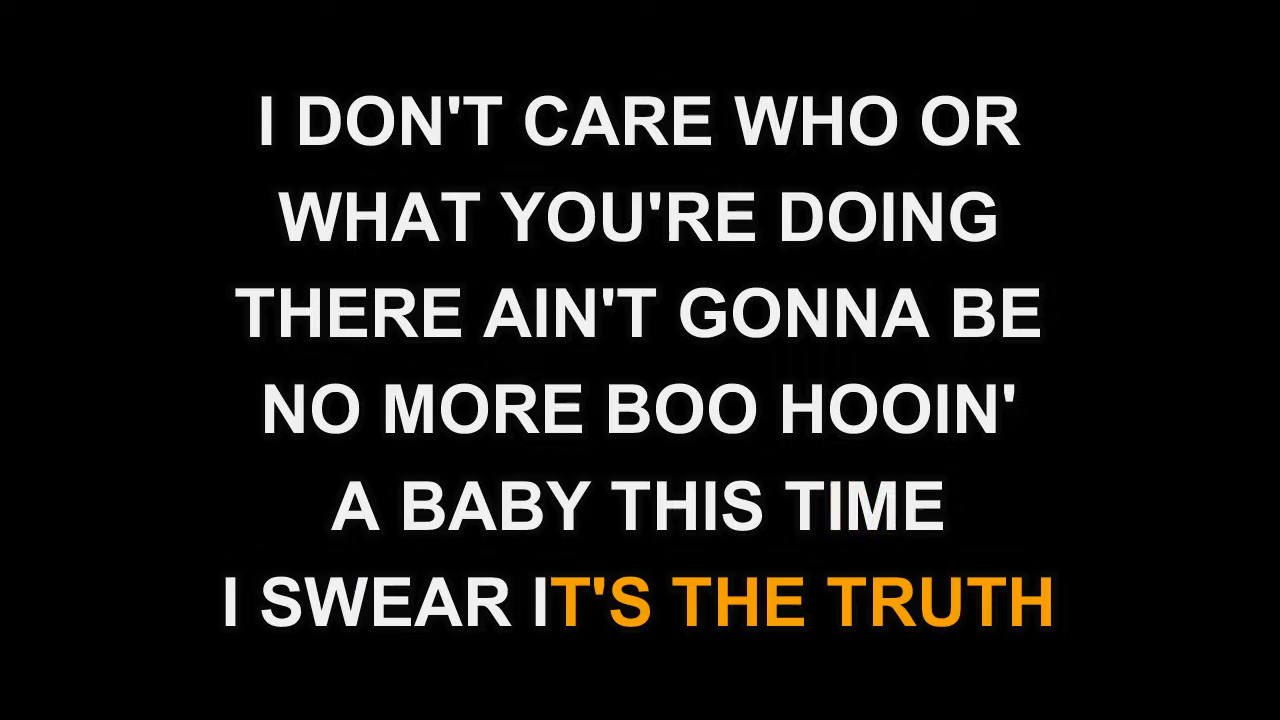 I DON'T CARE WHO OR
WHAT YOU'RE DOING
THERE AIN'T GONNA BE
NO MORE BOO HOOIN'
A BABY THIS TIME
I SWEAR IT'S THE TRUTH